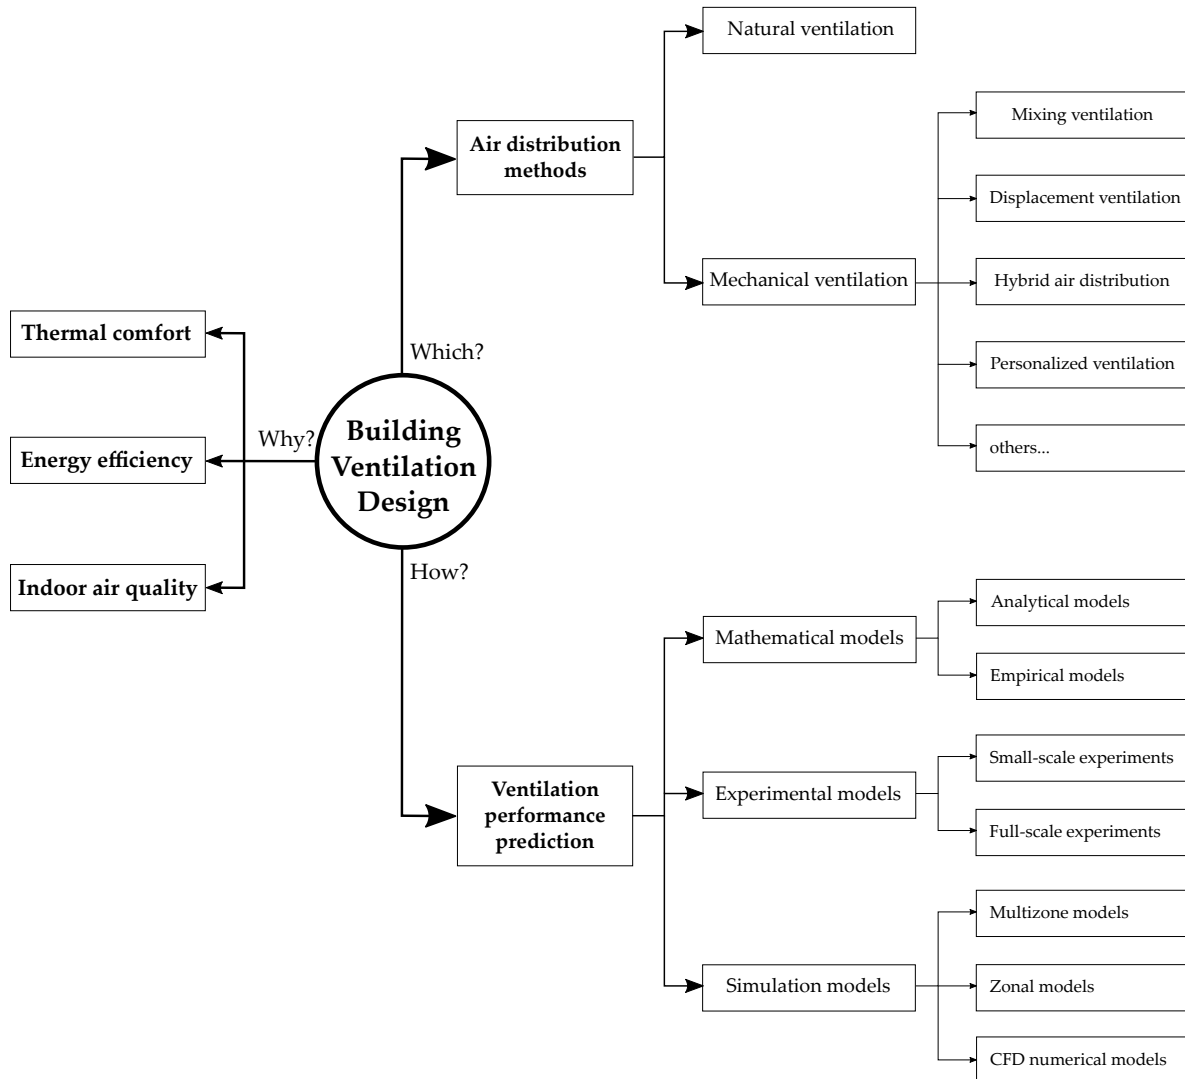 Natural ventilation
Mixing ventilation
Air distribution
methods
Displacement ventilation
Mechanical ventilation
Hybrid air distribution
Thermal comfort
Which?
Personalized ventilation
Why?
Building
Ventilation
Design
Energy efficiency
others...
How?
Indoor air quality
Analytical models
Mathematical models
Empirical models
Small-scale experiments
Ventilation
performance
prediction
Experimental models
Full-scale experiments
Multizone models
Simulation models
Zonal models
CFD numerical models